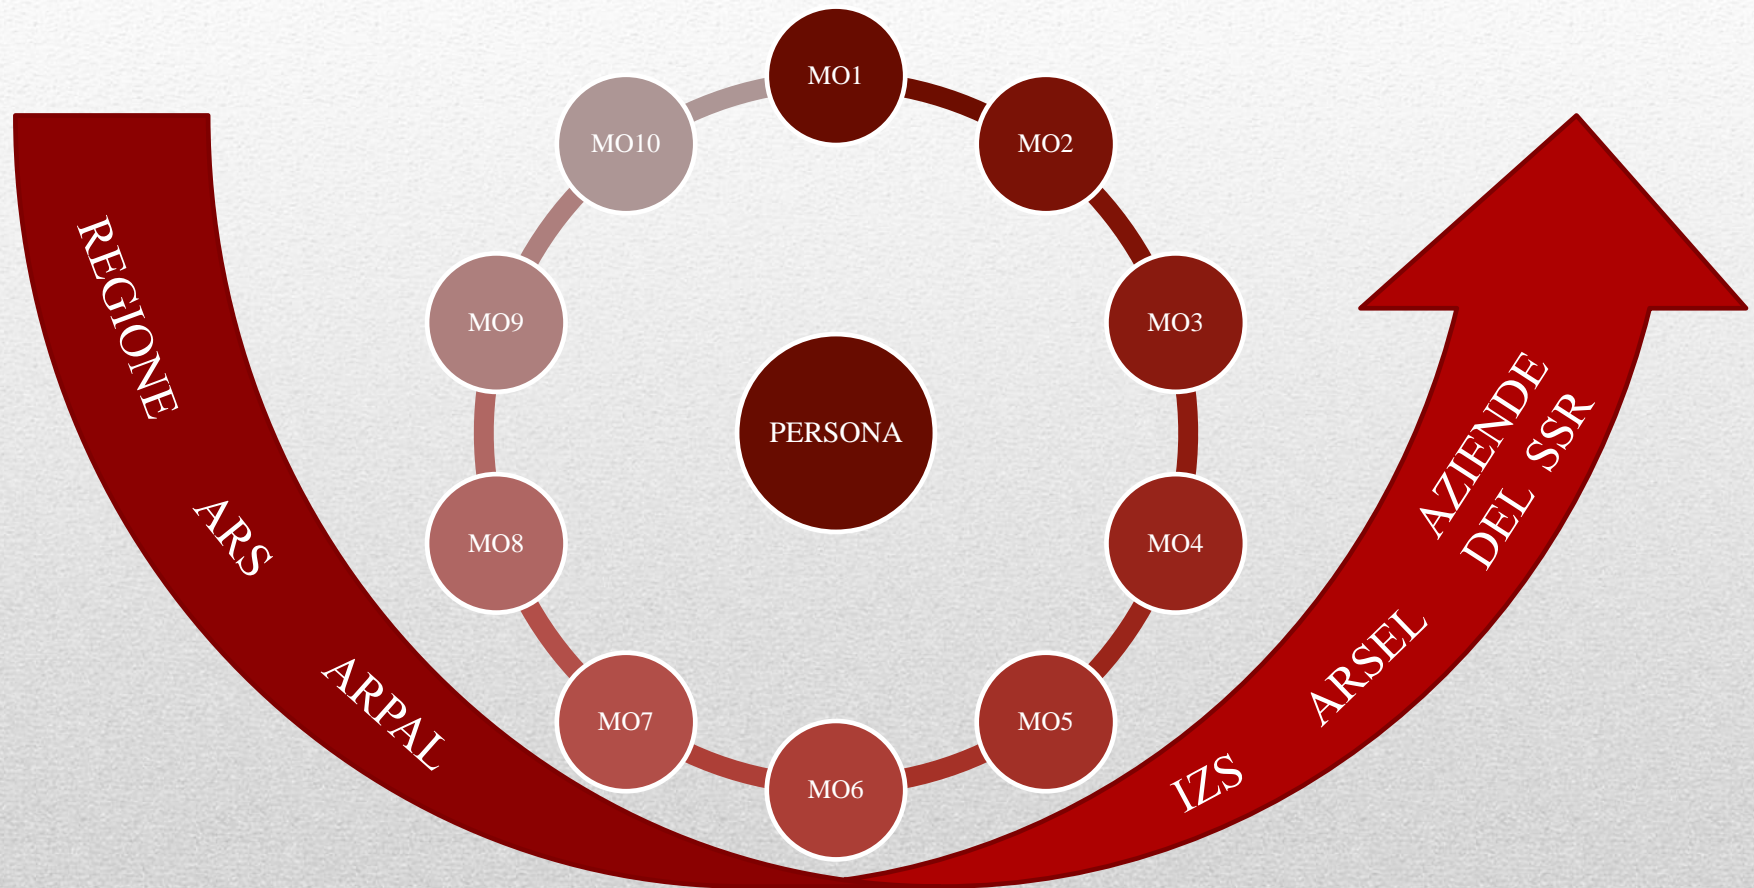 MO1
MO2
MO3
MO4
MO5
MO6
MO7
MO8
MO9
MO10
PERSONA
REGIONE
ARS
ARPAL
IZS
ARSEL
AZIENDE
DEL SSR